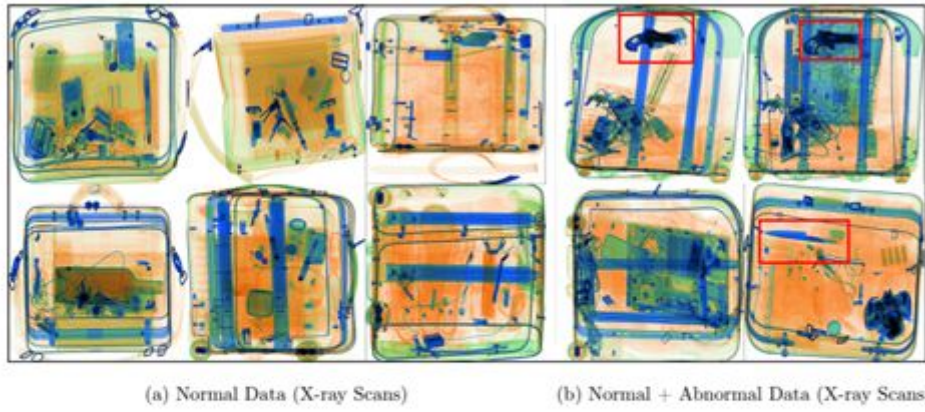 (a) Normal Data (X-ray Scans)
(b) Normal + Abnormal Data (X-ray Scans